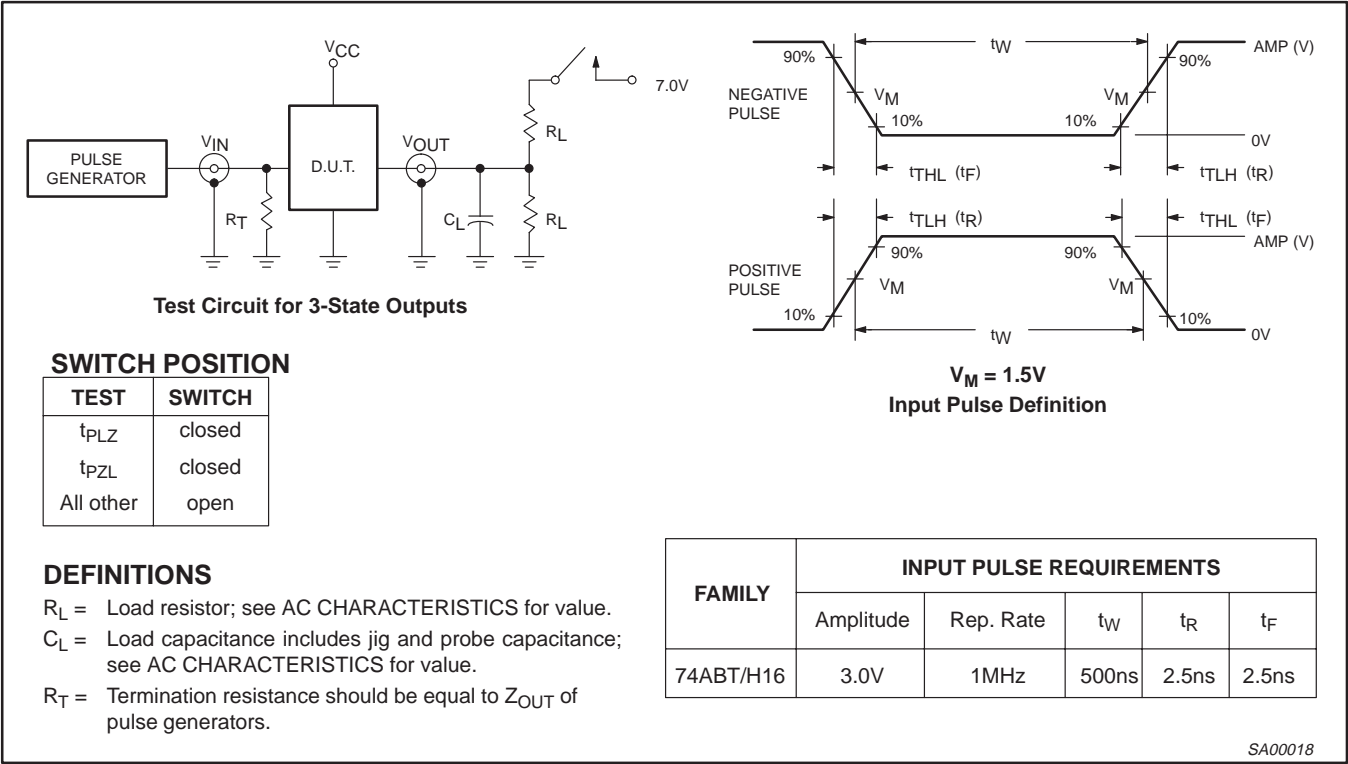 VCC
7.0V
RL
VIN
VOUT
PULSE
GENERATOR
D.U.T.
RT
CL
RL
Test Circuit for 3-State Outputs
tW
AMP (V)
90%
90%
NEGATIVE
PULSE
VM
VM
10%
10%
0V
tTHL (tF)
tTLH (tR)
tTLH (tR)
tTHL (tF)
AMP (V)
90%
90%
POSITIVE
PULSE
VM
VM
10%
10%
tW
0V
VM = 1.5V
Input Pulse Definition
SWITCH POSITION
TEST SWITCH
tPLZ closed
tPZL closed
All other open
DEFINITIONS
RL = Load resistor; see AC CHARACTERISTICS for value.
CL = Load capacitance includes jig and probe capacitance;
see AC CHARACTERISTICS for value.
RT = Termination resistance should be equal to ZOUT of
pulse generators.
FAMILY INPUT PULSE REQUIREMENTS
Amplitude Rep. Rate tW tR tF
74ABT/H16 3.0V 1MHz 500ns 2.5ns 2.5ns
SA00018